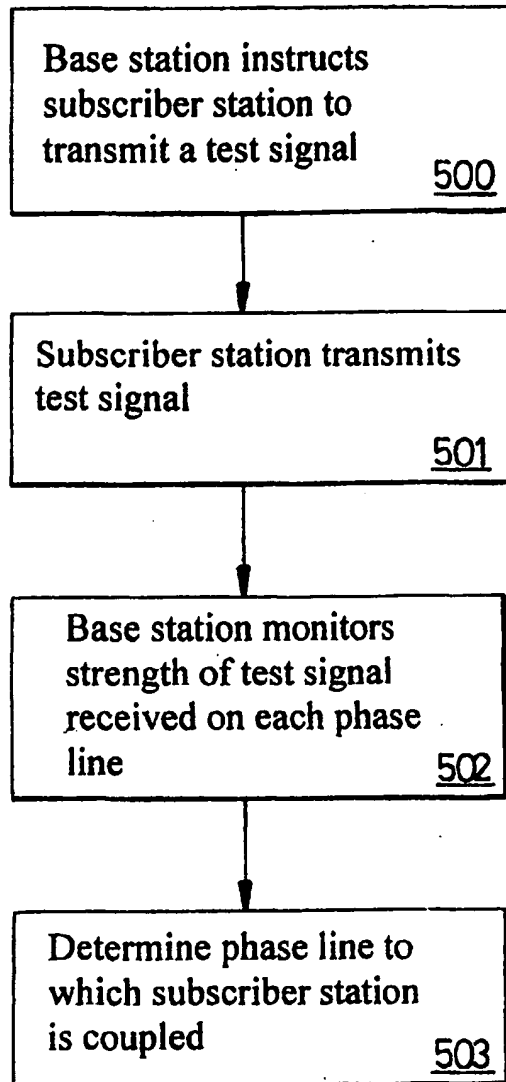 Base station instructs
subscriber station to
transmit a test signal
500
Subscriber station transmits
test signal
501
Base station monitors
strength of test signal
received on each phase
line
502
Determine phase line to
which subscriber station
is coupled
503